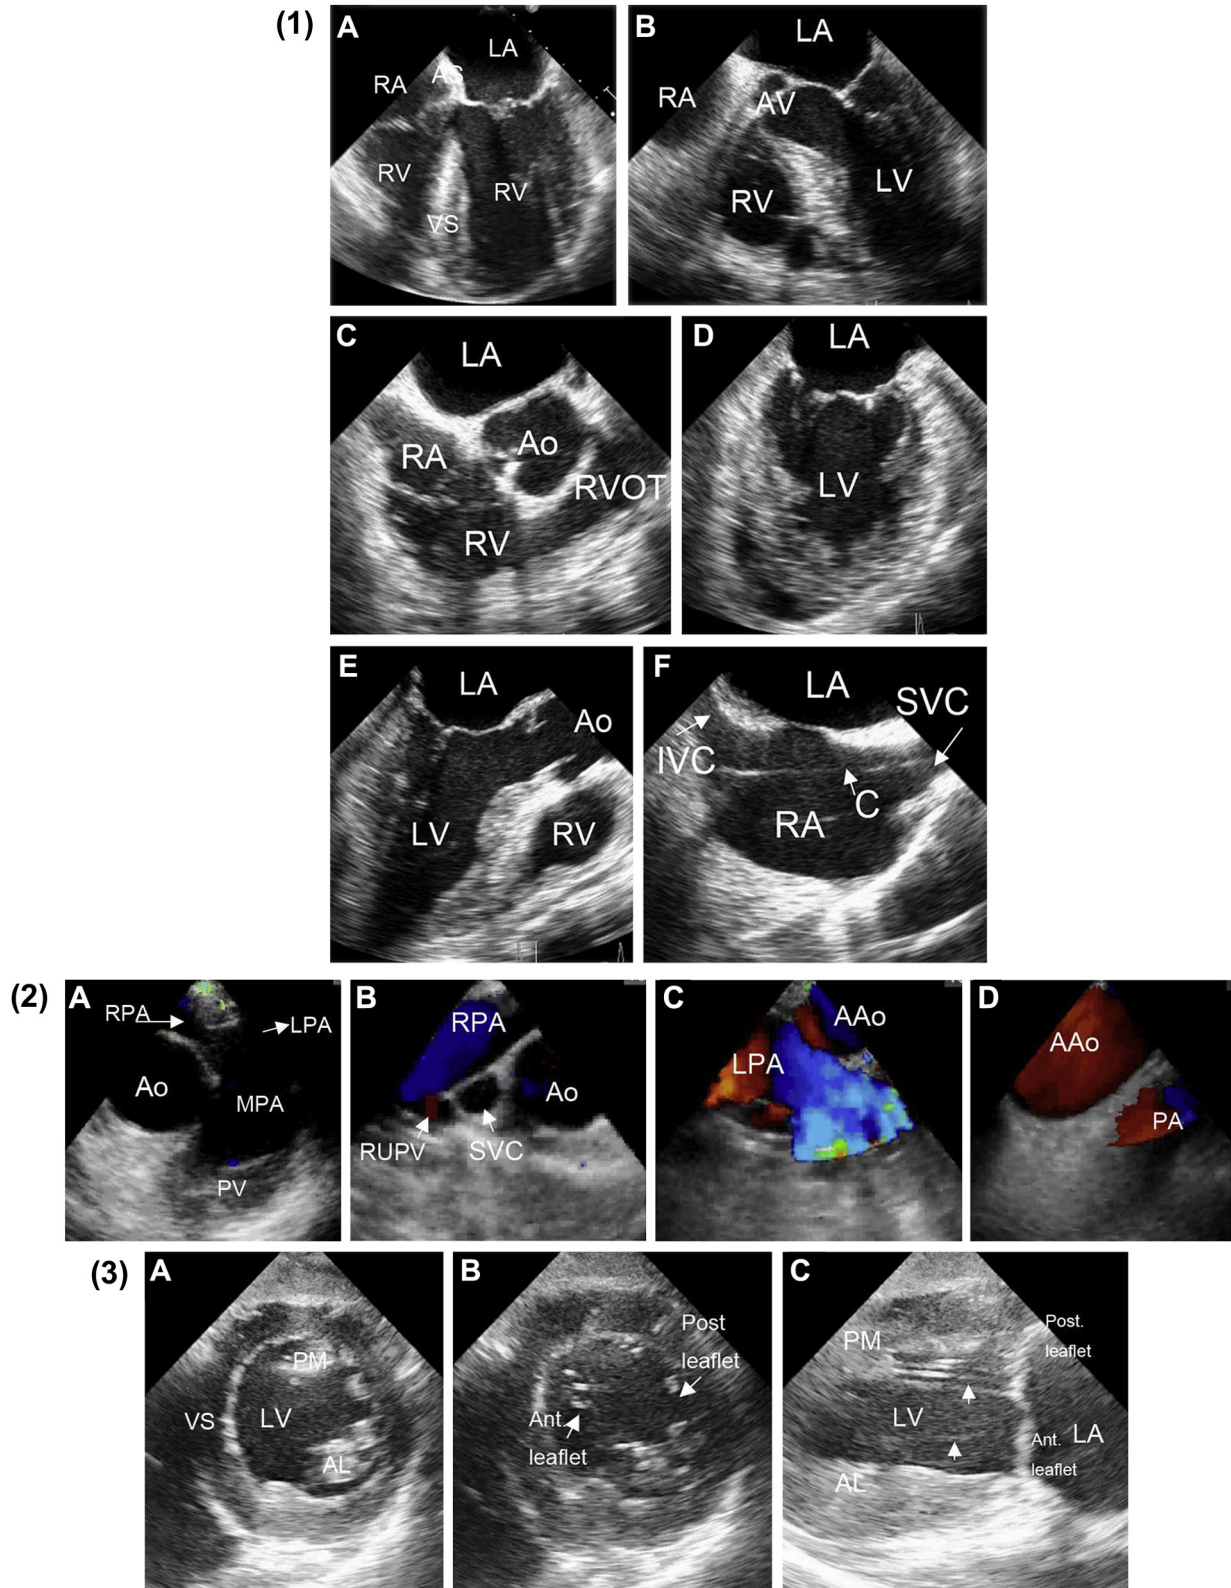 (1)
A
LA
AS
RA
RV
RV
VS
B
LA
RA
AV
RV
LV
C
LA
RA
Ao
RVOT
RV
D
LA
LV
E
LA
Ao
LV
RV
F
LA
SVC
IVC
C
RA
(2)
A
RPA
LPA
Ao
MPA
PV
B
RPA
Ao
RUPV
SVC
C
AAo
LPA
D
AAo
PA
(3)
A
PM
VS
LV
AL
B
Post
leaflet
Ant.
leaflet
C
PM
Post.
leaflet
LV
Ant.
leaflet
LA
AL